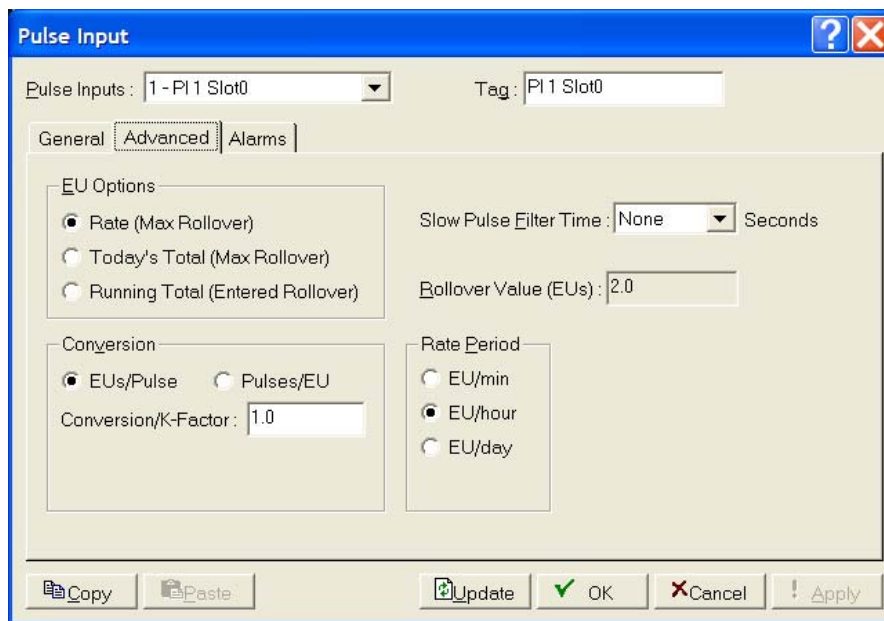 Pulse Input
?
Pulse Inputs : 1 - PI 1 Slot0 Tag : PI 1 Slot0
General Advanced Alarms
EU Options
Rate (Max Rollover)
Today's Total (Max Rollover)
Running Total (Entered Rollover)
Slow Pulse Filter Time : None Seconds
Rollover Value (EUs) : 2.0
Conversion
EUs/Pulse Pulses/EU
Conversion/K-Factor : 1.0
Rate Period
EU/min
EU/hour
EU/day
Copy Paste Update OK Cancel ! Apply